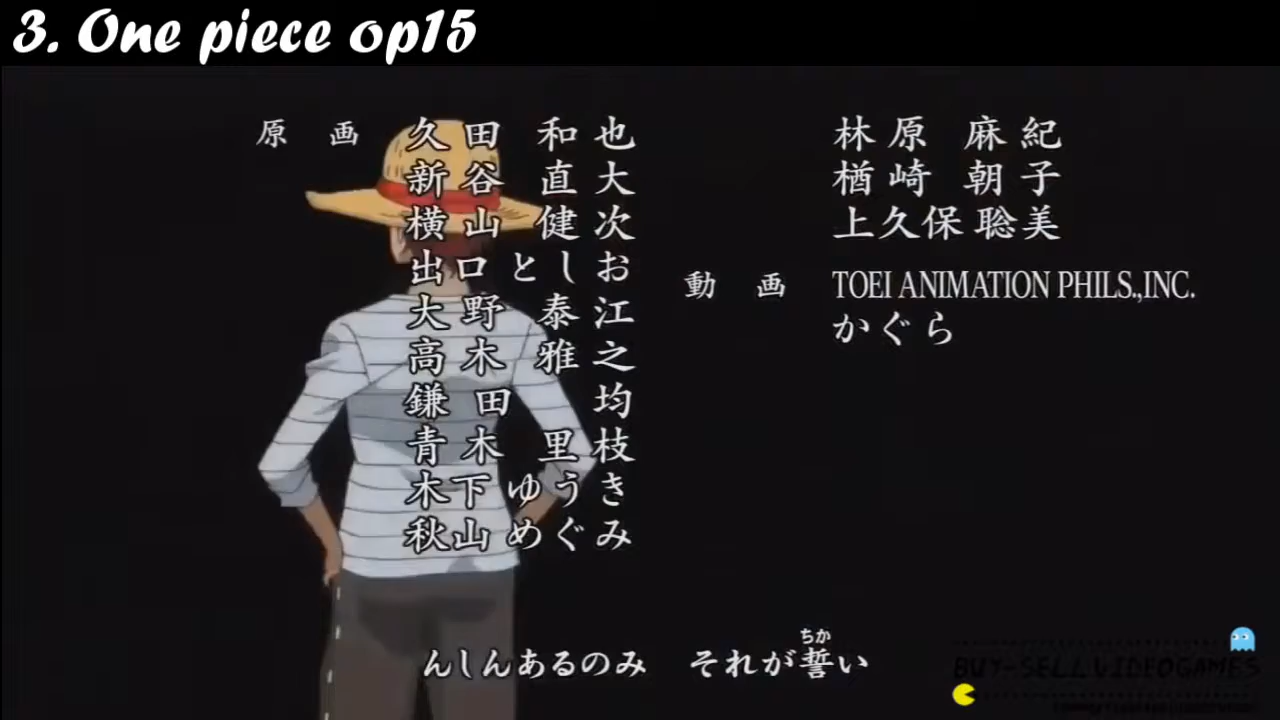 3. One piece op15
原 画 久田 和也
新谷 直大
横山 健次
出口としお
大野 泰江
高木 雅之
鎌田 均
青木 里枝
木下ゆうき
秋山めぐみ
林原 麻紀
楢崎 朝子
上久保聡美
動 画 TOEI ANIMATION PHILS.,INC.
かぐら
ちか
んしんあるのみ それが誓い
BUY-SELL VIDEOGAMES